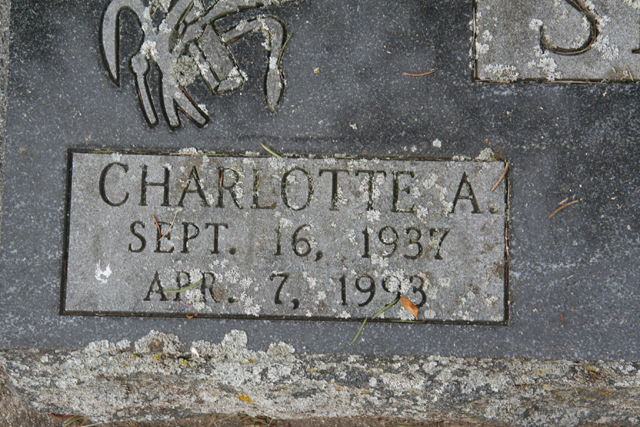 CHARLOTTE A.
SEPT. 16, 1937
APR. 7, 1993